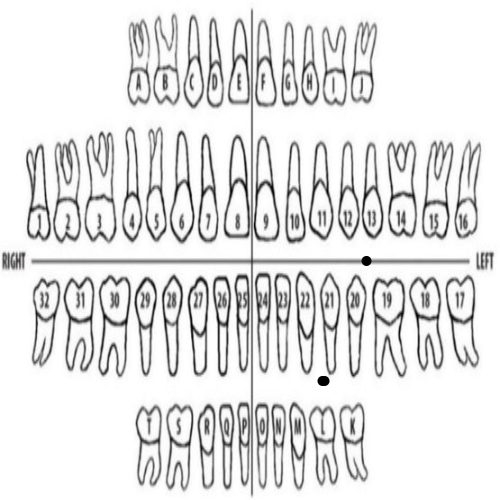 A B C D E F G H I J
1 2 3 4 5 6 7 8 9 10 11 12 13 14 15 16
RIGHT LEFT
32 31 30 29 28 27 26 25 24 23 22 21 20 19 18 17
T S R Q P O N M L K